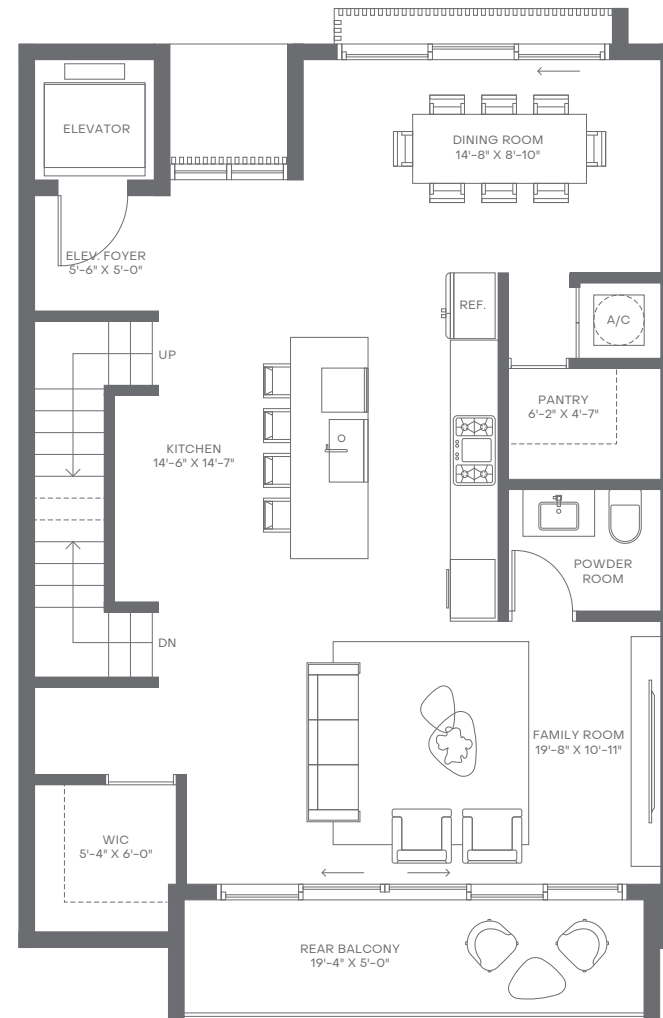 ELEVATOR
DINING ROOM
14'-8" X 8'-10"
ELEV. FOYER
5'-6" X 5'-0"
REF.
A/C
UP
PANTRY
6'-2" X 4'-7"
KITCHEN
14'-6" X 14'-7"
POWDER
ROOM
DN
FAMILY ROOM
19'-8" X 10'-11"
WIC
5'-4" X 6'-0"
REAR BALCONY
19'-4" X 5'-0"